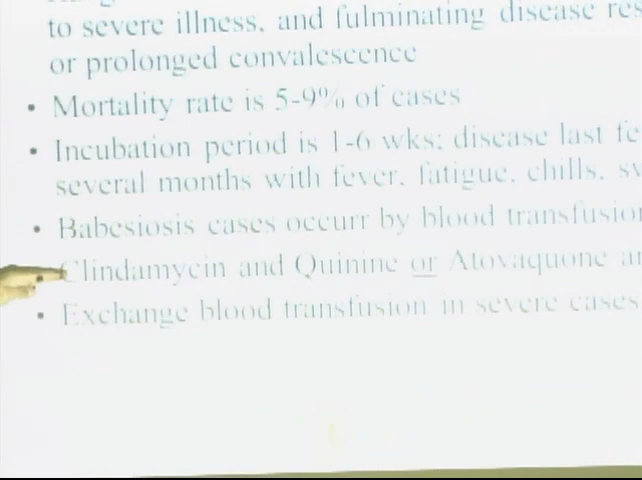 to severe illness, and fulminating disease res
or prolonged convalescence
• Mortality rate is 5-9% of cases
• Incubation period is 1-6 wks; disease last fe
several months with fever, fatigue, chills, sw
• Babesiosis cases occurr by blood transfusion
Clindamycin and Quinine or Atovaquone an
• Exchange blood transfusion in severe cases